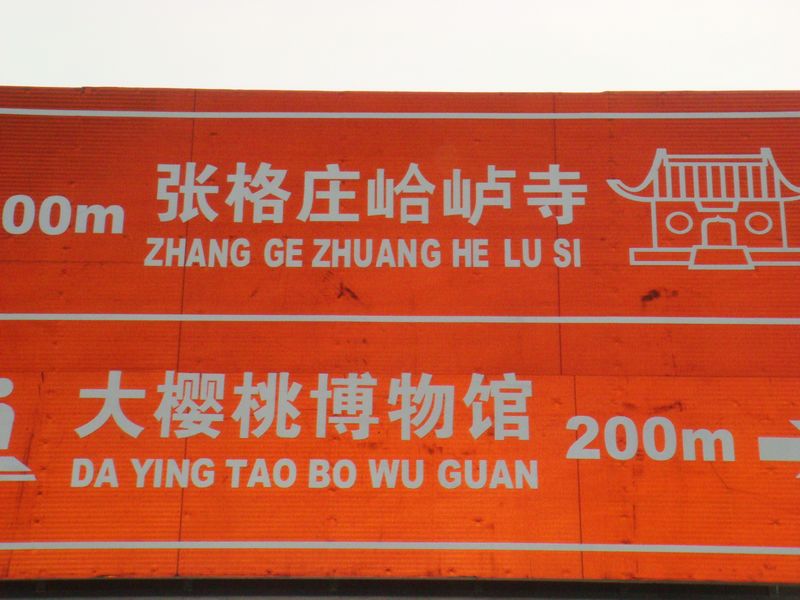 00m 张格庄峆岵寺
ZHANG GE ZHUANG HE LU SI
大樱桃博物馆 200m
DA YING TAO BO WU GUAN